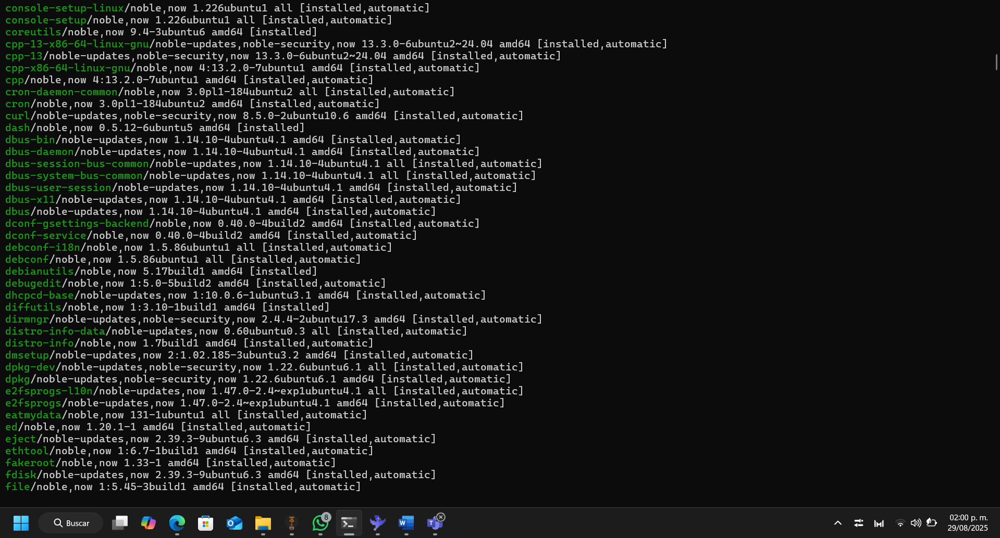 console-setup-linux/noble,now 1.226ubuntu1 all [installed,automatic]
console-setup/noble,now 1.226ubuntu1 all [installed,automatic]
coreutils/noble,now 9.4-3ubuntu6 amd64 [installed]
cpp-13-x86-64-linux-gnu/noble-updates,noble-security,now 13.3.0-6ubuntu2~24.04 amd64 [installed,automatic]
cpp-13/noble-updates,noble-security,now 13.3.0-6ubuntu2~24.04 amd64 [installed,automatic]
cpp-x86-64-linux-gnu/noble,now 4:13.2.0-7ubuntu1 amd64 [installed,automatic]
cpp/noble,now 4:13.2.0-7ubuntu1 amd64 [installed,automatic]
cron-daemon-common/noble,now 3.0pl1-184ubuntu2 all [installed,automatic]
cron/noble,now 3.0pl1-184ubuntu2 amd64 [installed,automatic]
curl/noble-updates,noble-security,now 8.5.0-2ubuntu10.6 amd64 [installed,automatic]
dash/noble,now 0.5.12-6ubuntu5 amd64 [installed]
dbus-bin/noble-updates,now 1.14.10-4ubuntu4.1 amd64 [installed,automatic]
dbus-daemon/noble-updates,now 1.14.10-4ubuntu4.1 amd64 [installed,automatic]
dbus-session-bus-common/noble-updates,now 1.14.10-4ubuntu4.1 all [installed,automatic]
dbus-system-bus-common/noble-updates,now 1.14.10-4ubuntu4.1 all [installed,automatic]
dbus-user-session/noble-updates,now 1.14.10-4ubuntu4.1 amd64 [installed,automatic]
dbus-x11/noble-updates,now 1.14.10-4ubuntu4.1 amd64 [installed,automatic]
dbus/noble-updates,now 1.14.10-4ubuntu4.1 amd64 [installed,automatic]
dconf-gsettings-backend/noble,now 0.40.0-4build2 amd64 [installed,automatic]
dconf-service/noble,now 0.40.0-4build2 amd64 [installed,automatic]
debconf-i18n/noble,now 1.5.86ubuntu1 all [installed,automatic]
debconf/noble,now 1.5.86ubuntu1 all [installed,automatic]
debianutils/noble,now 5.17build1 amd64 [installed]
debugedit/noble,now 1:5.0-5build2 amd64 [installed,automatic]
dhcpcd-base/noble-updates,now 1:10.0.6-1ubuntu3.1 amd64 [installed,automatic]
diffutils/noble,now 1:3.10-1build1 amd64 [installed]
dirmngr/noble-updates,noble-security,now 2.4.4-2ubuntu17.3 amd64 [installed,automatic]
distro-info-data/noble-updates,now 0.60ubuntu0.3 all [installed,automatic]
distro-info/noble,now 1.7build1 amd64 [installed,automatic]
dmsetup/noble-updates,now 2:1.02.185-3ubuntu3.2 amd64 [installed,automatic]
dpkg-dev/noble-updates,noble-security,now 1.22.6ubuntu6.1 all [installed,automatic]
dpkg/noble-updates,noble-security,now 1.22.6ubuntu6.1 amd64 [installed,automatic]
e2fsprogs-l10n/noble-updates,now 1.47.0-2.4~exp1ubuntu4.1 all [installed,automatic]
e2fsprogs/noble-updates,now 1.47.0-2.4~exp1ubuntu4.1 amd64 [installed,automatic]
eatmydata/noble,now 131-1ubuntu1 all [installed,automatic]
ed/noble,now 1.20.1-1 amd64 [installed,automatic]
eject/noble-updates,now 2.39.3-9ubuntu6.3 amd64 [installed,automatic]
ethtool/noble,now 1:6.7-1build1 amd64 [installed,automatic]
fakeroot/noble,now 1.33-1 amd64 [installed,automatic]
fdisk/noble-updates,now 2.39.3-9ubuntu6.3 amd64 [installed,automatic]
file/noble,now 1:5.45-3build1 amd64 [installed,automatic]
Buscar
8
02:00 p. m.
29/08/2025